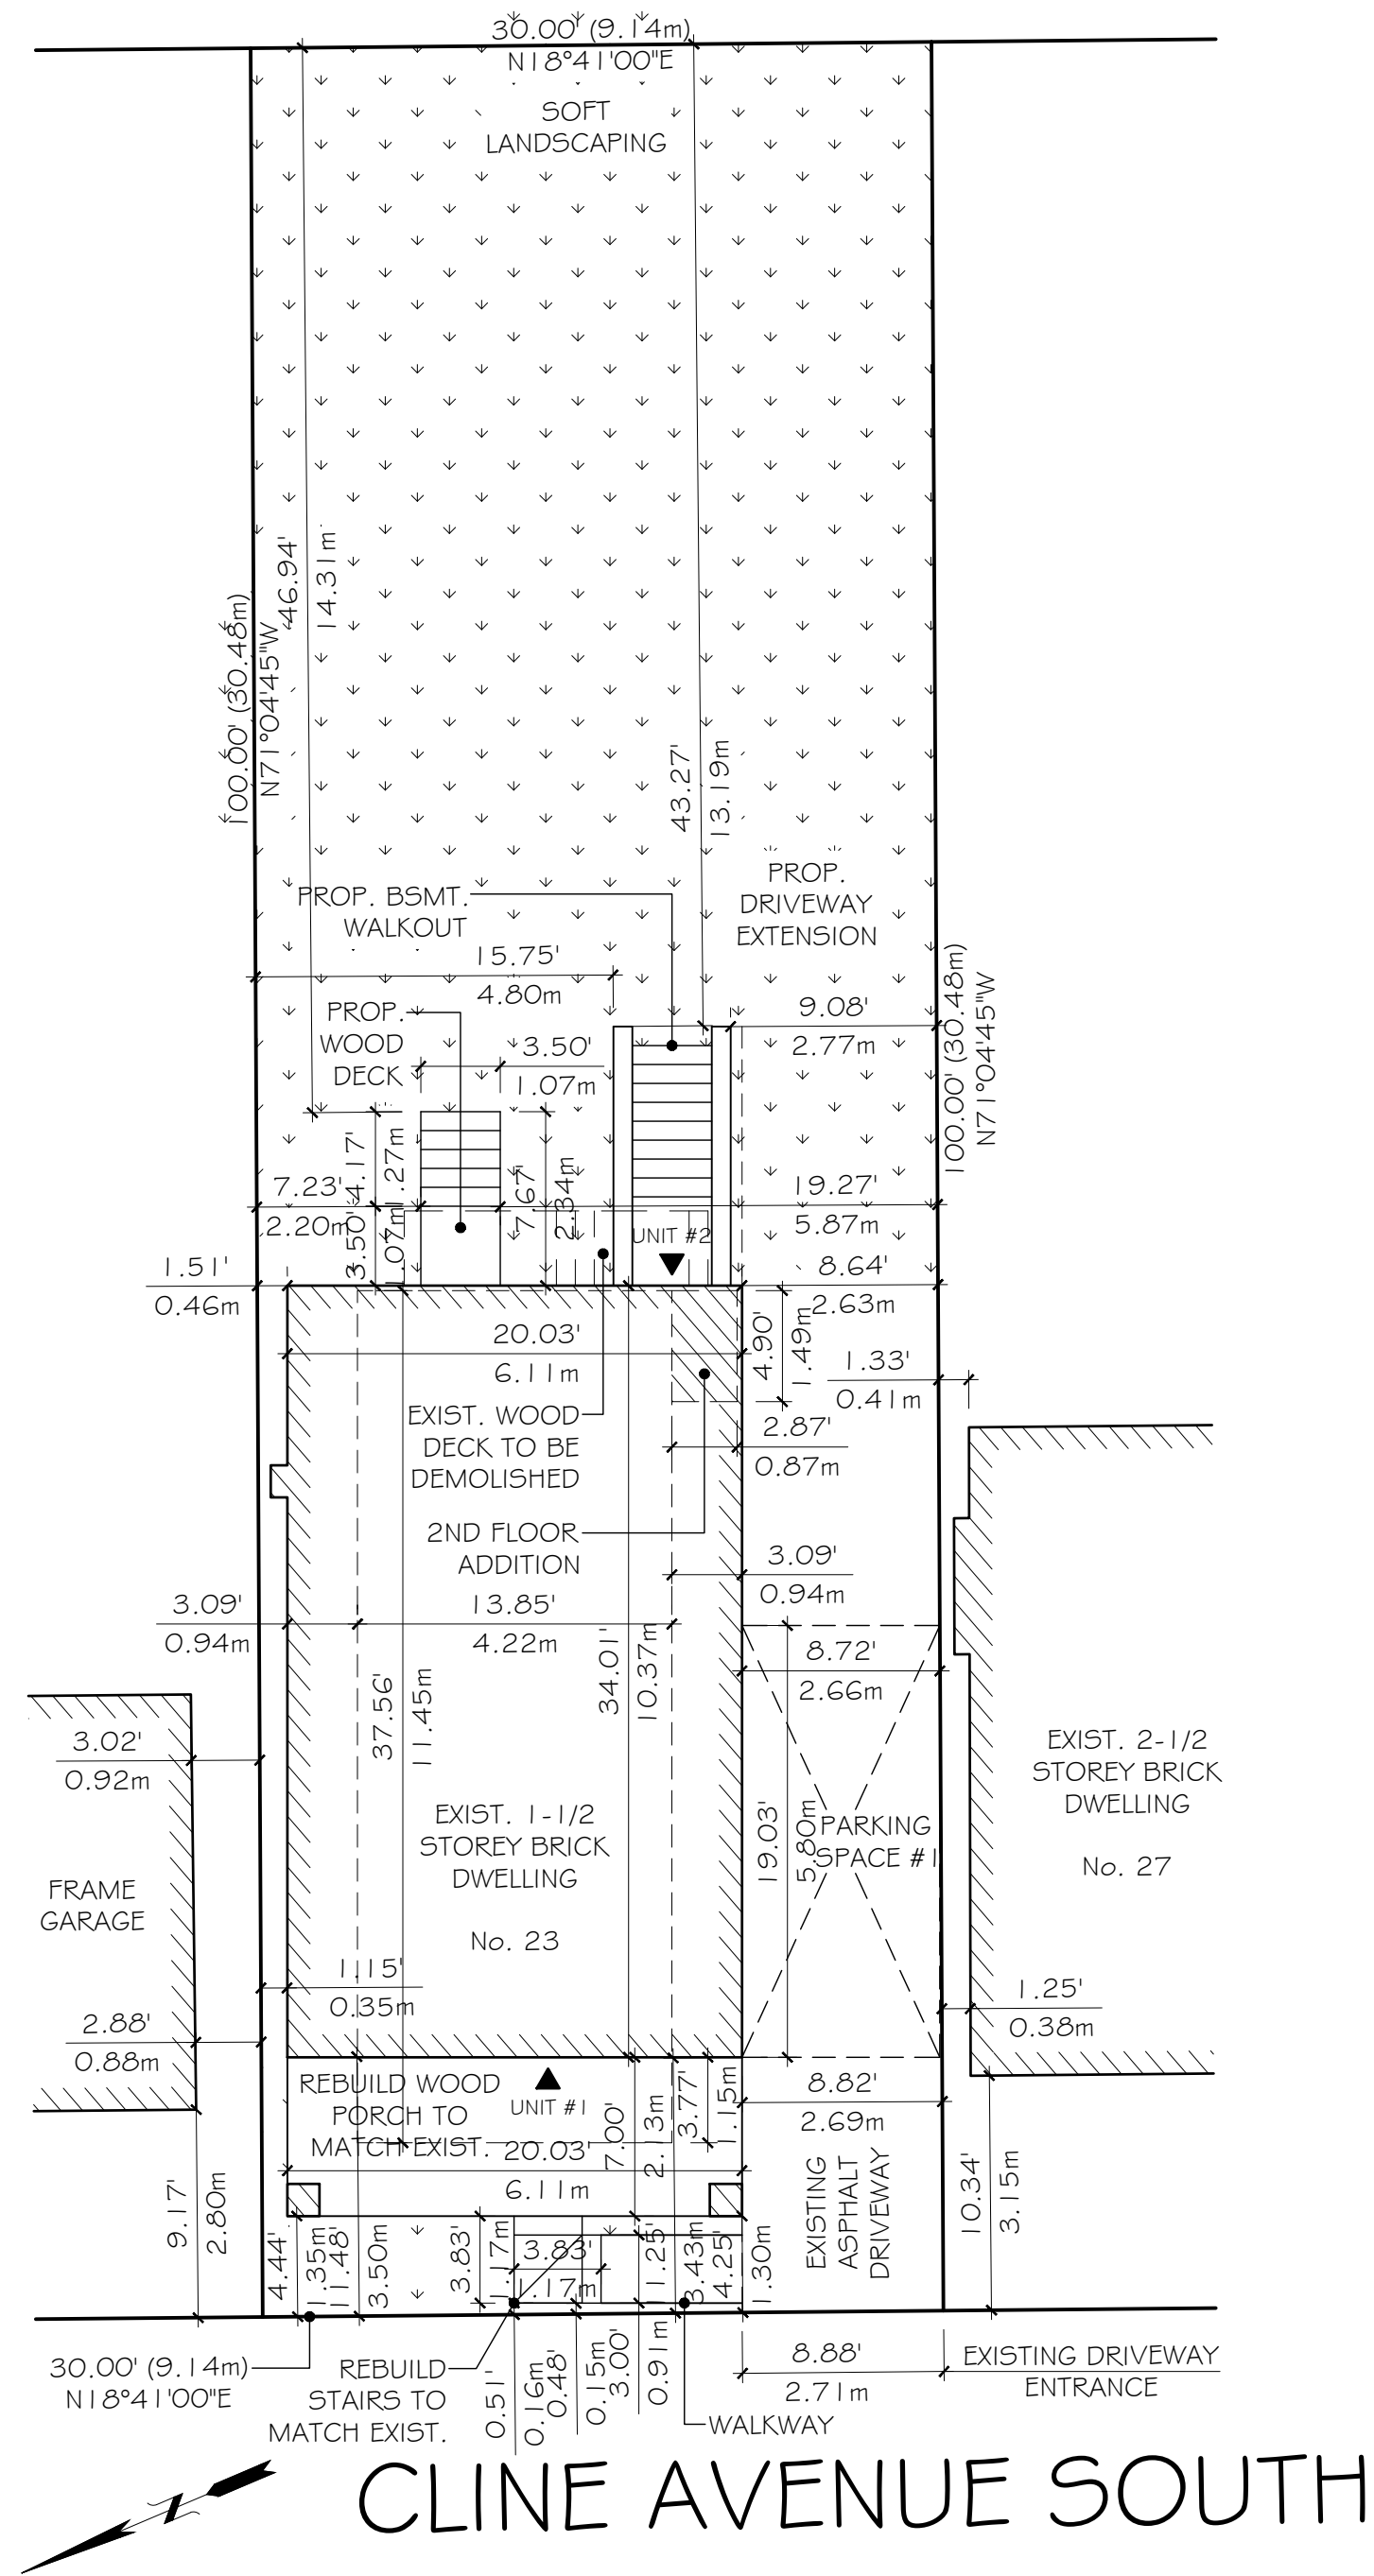 30.00' (9.14m)
N18°41'00"E
SOFT
LANDSCAPING
46.94'
14.31m
100.00' (30.48m)
N71°04'45"W
43.27'
13.19m
PROP. BSMT.
WALKOUT
PROP.
DRIVEWAY
EXTENSION
15.75'
4.80m
PROP.
WOOD
DECK
3.50'
1.07m
9.08'
2.77m
100.00' (30.48m)
N71°04'45"W
4.17'
1.27m
7.23'
2.20m
3.50'
1.07m
7.67'
2.34m
UNIT #2
19.27'
5.87m
1.51'
0.46m
8.64'
2.63m
20.03'
6.11m
4.90'
1.49m
1.33'
0.41m
EXIST. WOOD
DECK TO BE
DEMOLISHED
2.87'
0.87m
2ND FLOOR
ADDITION
3.09'
0.94m
3.09'
0.94m
13.85'
4.22m
34.01'
10.37m
37.56'
11.45m
8.72'
2.66m
3.02'
0.92m
EXIST. 2-1/2
STOREY BRICK
DWELLING
No. 27
EXIST. 1-1/2
STOREY BRICK
DWELLING
No. 23
19.03'
5.80m
PARKING
SPACE #1
FRAME
GARAGE
1.15'
0.35m
1.25'
0.38m
2.88'
0.88m
REBUILD WOOD
PORCH TO
MATCH EXIST.
UNIT #1
7.00'
2.13m
3.77'
1.15m
8.82'
2.69m
20.03'
6.11m
EXISTING
ASPHALT
DRIVEWAY
9.17'
2.80m
10.34'
3.15m
4.44'
1.35m
11.48'
3.50m
3.83'
1.17m
3.83'
1.17m
11.25'
3.43m
4.25'
1.30m
30.00' (9.14m)
N18°41'00"E
REBUILD
STAIRS TO
MATCH EXIST.
0.51'
0.16m
0.48'
0.15m
3.00'
0.91m
8.88'
2.71m
EXISTING DRIVEWAY
ENTRANCE
WALKWAY
CLINE AVENUE SOUTH